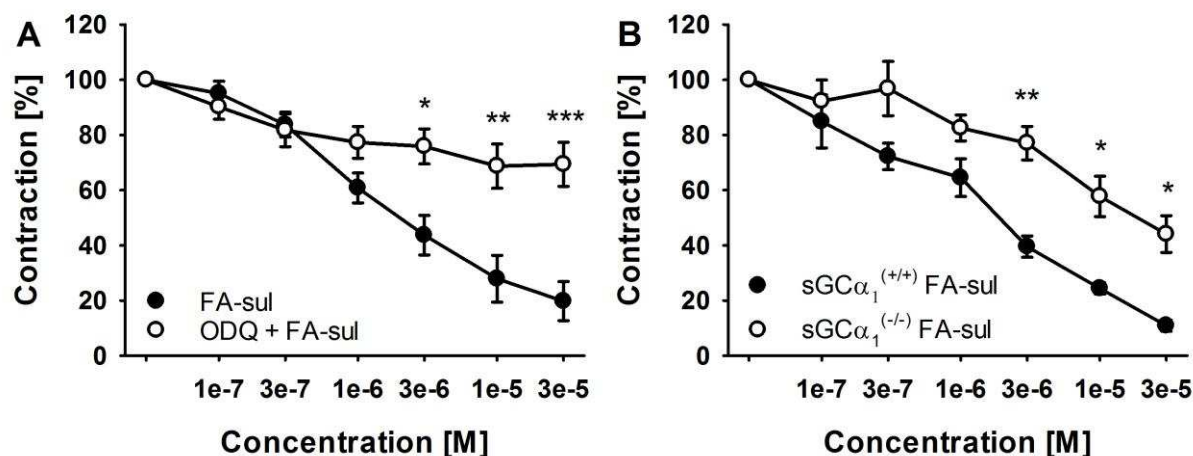 A
Contraction [%]
120
100
80
60
40
20
0
*
**
***
FA-sul
ODQ + FA-sul
1e-7 3e-7 1e-6 3e-6 1e-5 3e-5
Concentration [M]
B
Contraction [%]
120
100
80
60
40
20
0
**
*
*
sGCα₁⁽⁺/⁺⁾ FA-sul
sGCα₁⁽⁻/⁻⁾ FA-sul
1e-7 3e-7 1e-6 3e-6 1e-5 3e-5
Concentration [M]